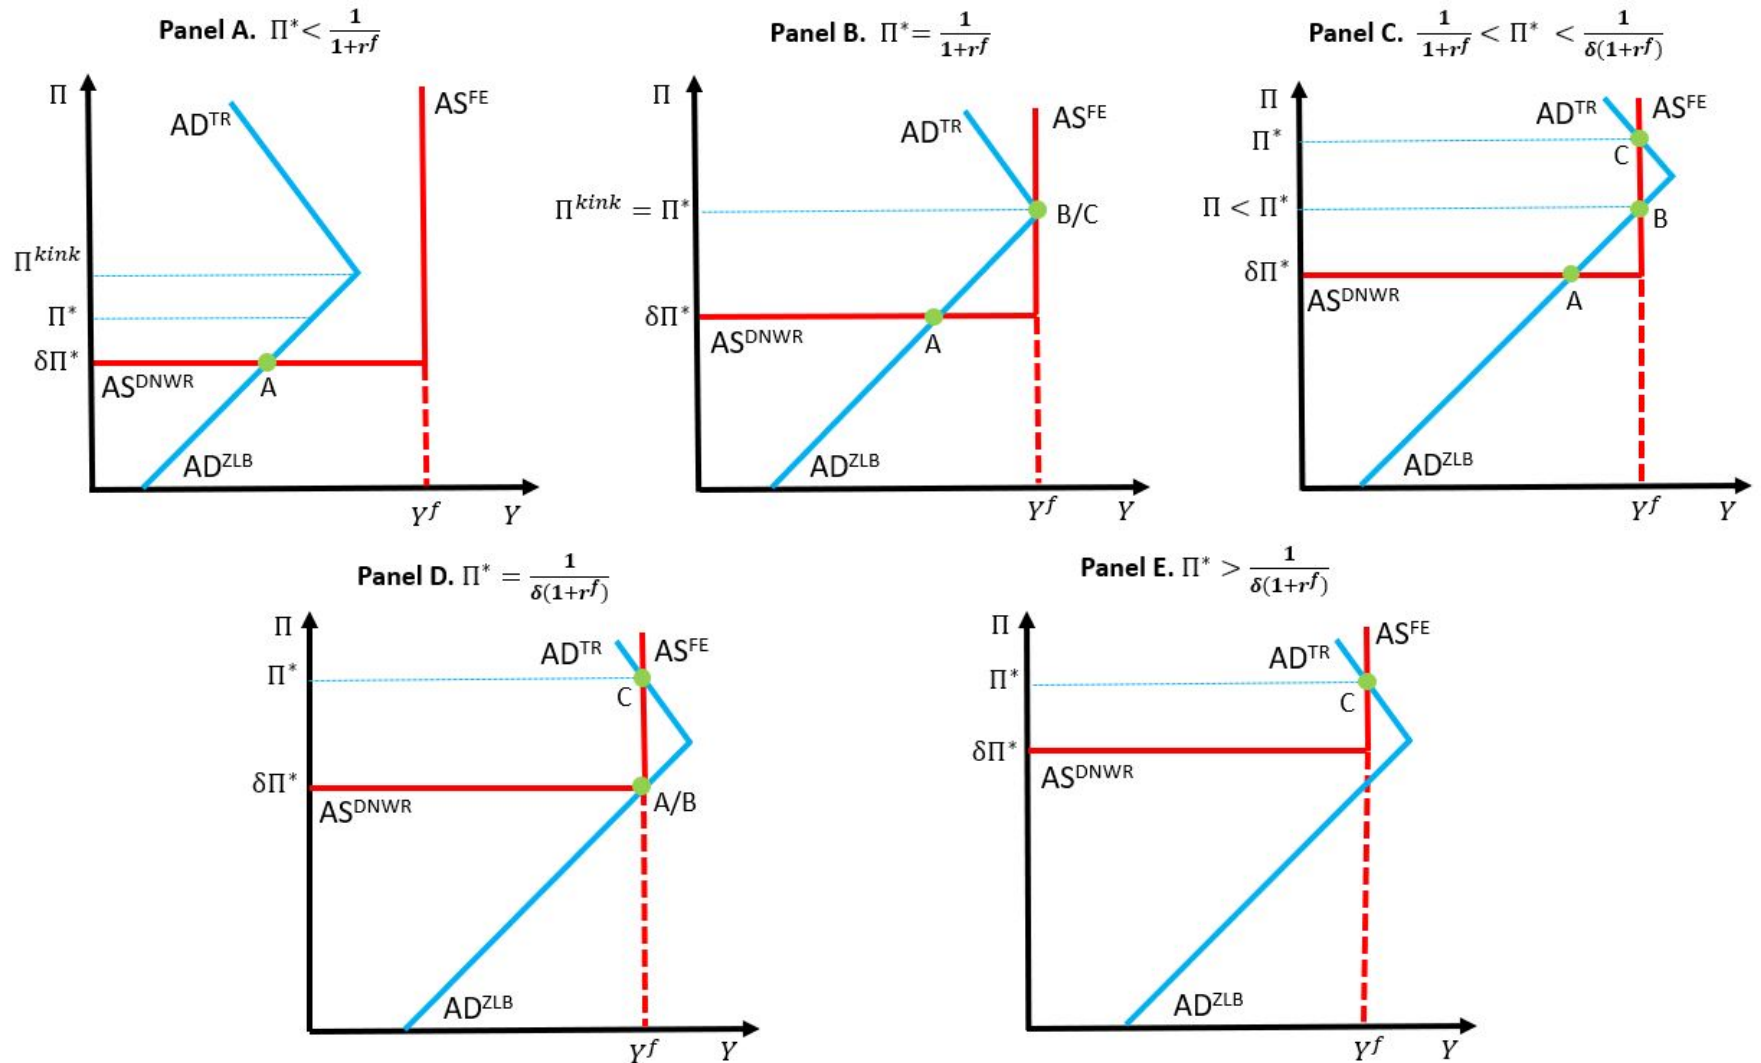 Panel A. Π* < 1/(1+r^f)
Π
AD^TR
AS^FE
Π^kink
Π*
δΠ*
AS^DNWR
A
AD^ZLB
Y^f
Y
Panel B. Π* = 1/(1+r^f)
Π
AD^TR
AS^FE
Π^kink = Π*
B/C
δΠ*
AS^DNWR
A
AD^ZLB
Y^f
Y
Panel C. 1/(1+r^f) < Π* < 1/(δ(1+r^f))
Π
AD^TR
AS^FE
Π*
C
Π < Π*
B
δΠ*
AS^DNWR
A
AD^ZLB
Y^f
Y
Panel D. Π* = 1/(δ(1+r^f))
Π
AD^TR
AS^FE
Π*
C
δΠ*
AS^DNWR
A/B
AD^ZLB
Y^f
Y
Panel E. Π* > 1/(δ(1+r^f))
Π
AD^TR
AS^FE
Π*
C
δΠ*
AS^DNWR
AD^ZLB
Y^f
Y